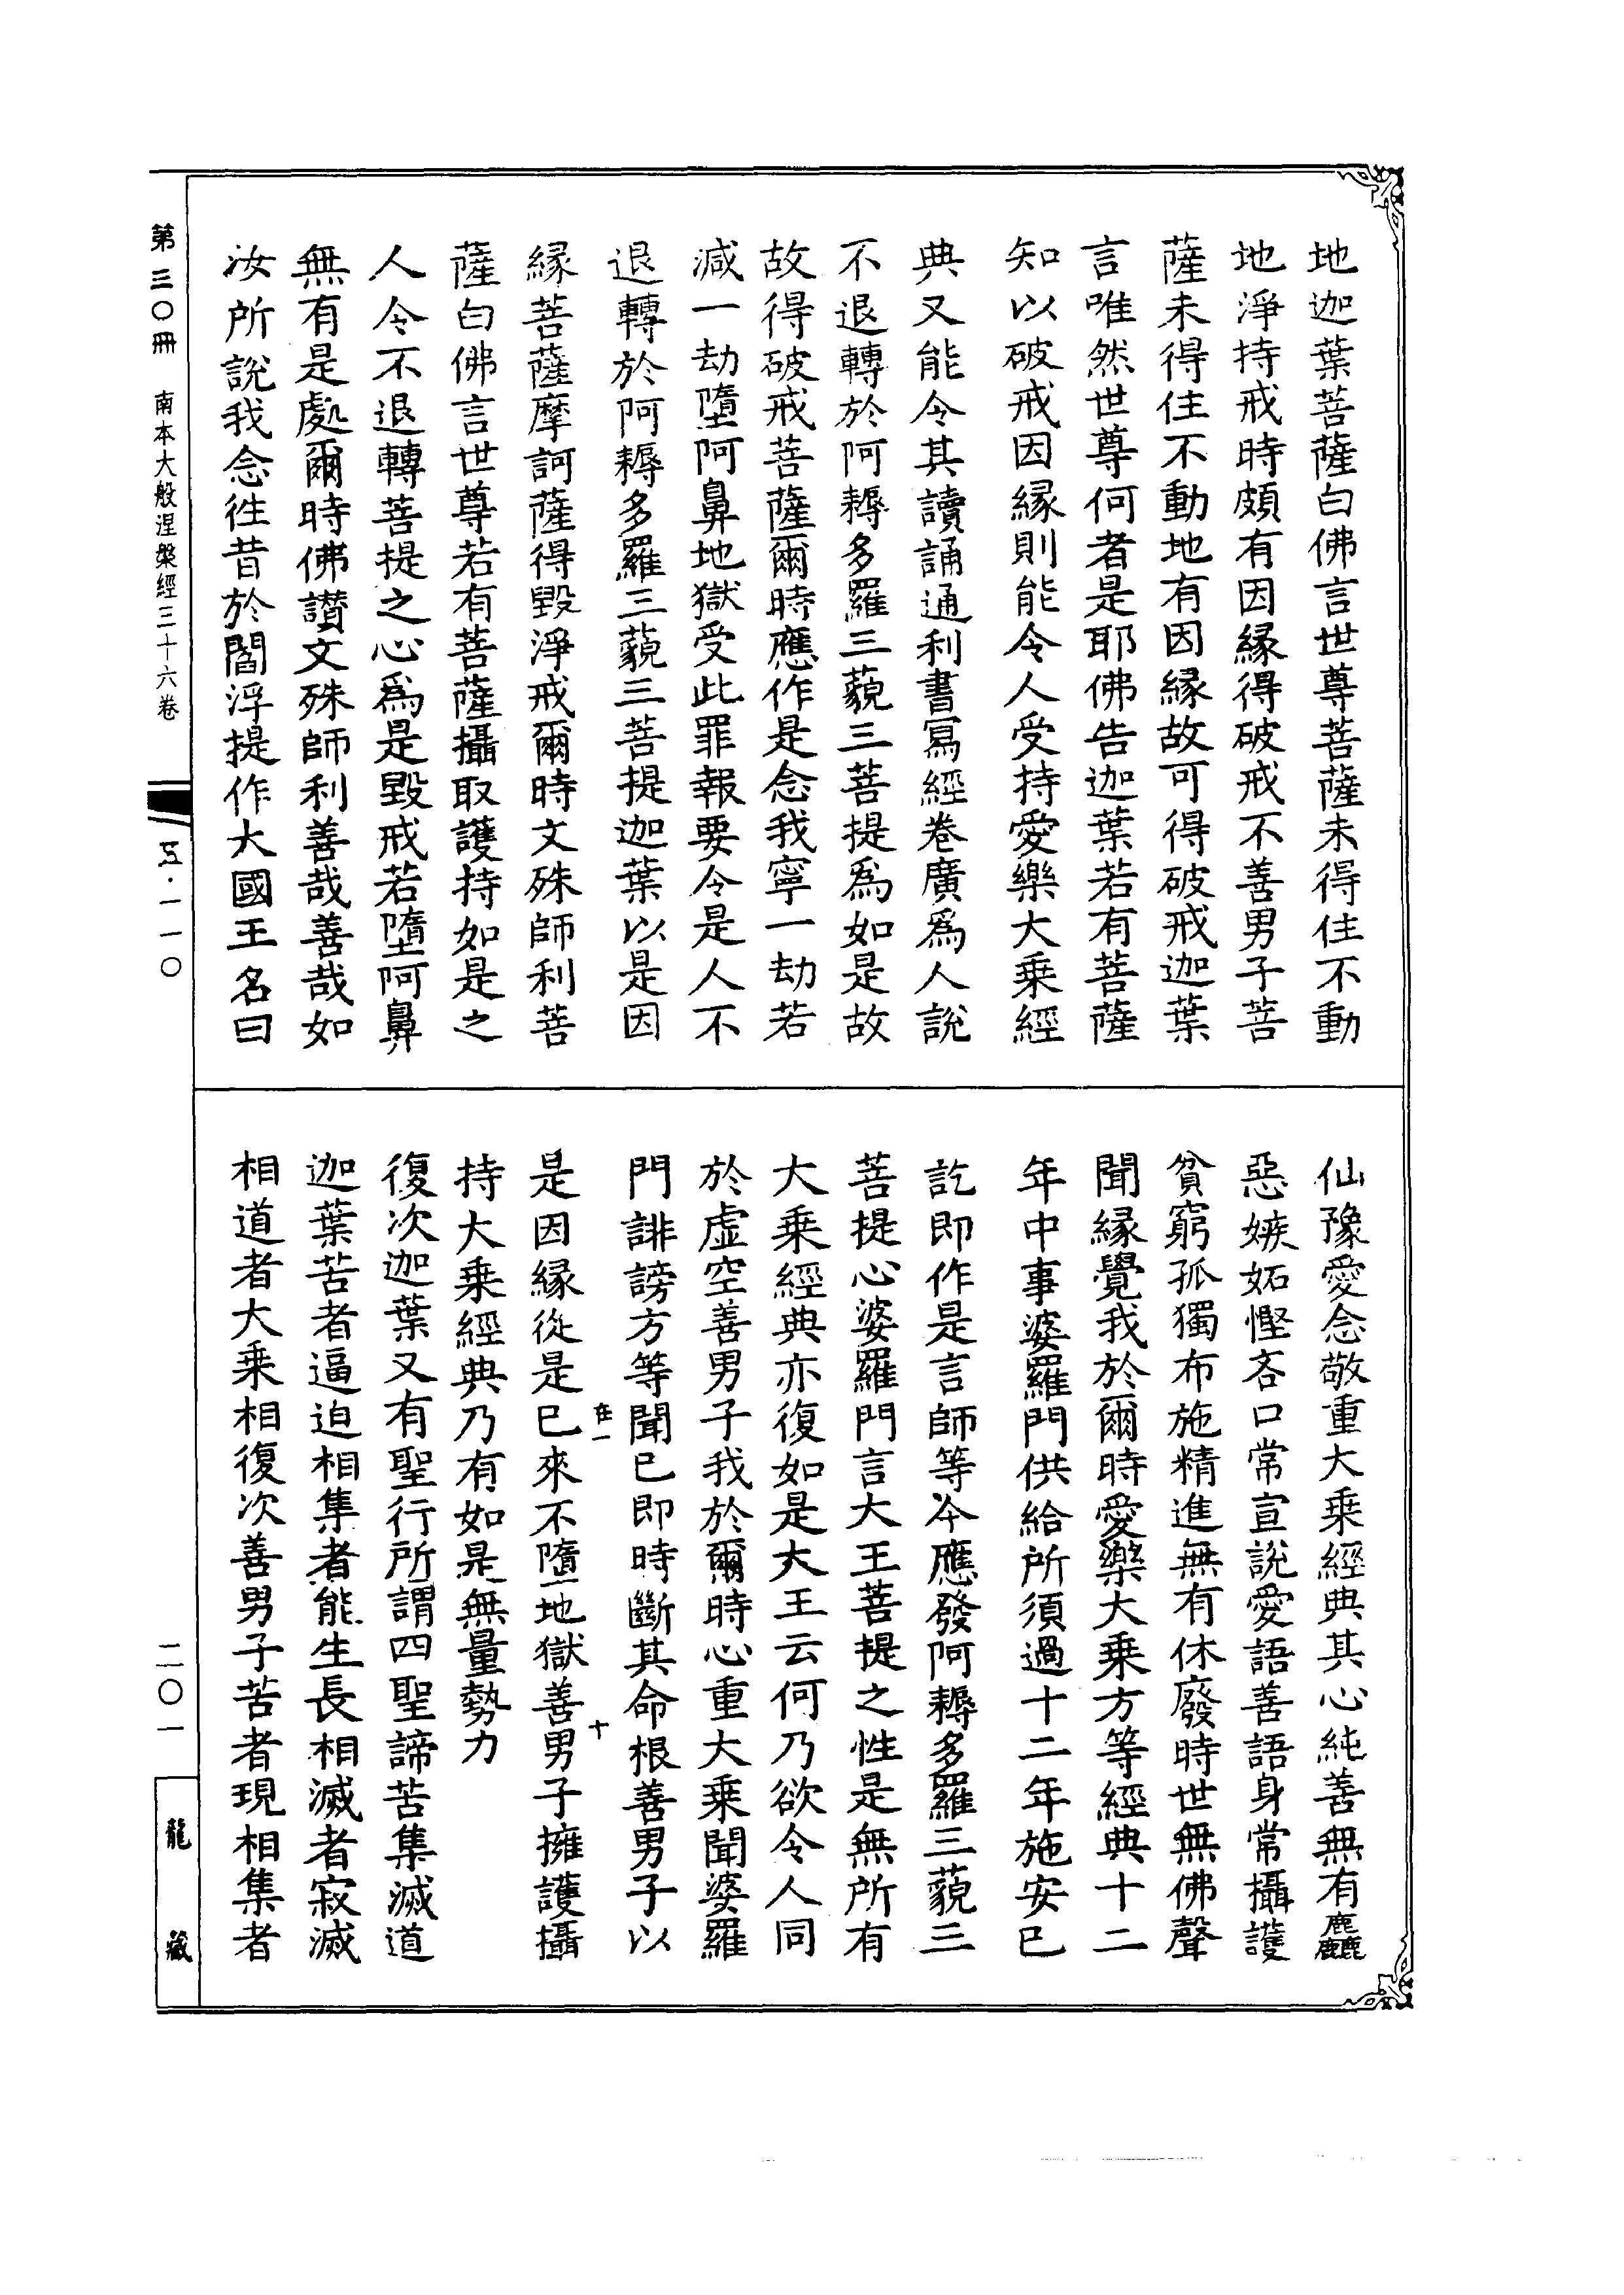 地迦葉菩薩白佛言世尊菩薩未得住不動
地淨持戒時頗有因緣得破戒不善男子菩
薩未得住不動地有因緣故可得破戒迦葉
言唯然世尊何者是耶佛告迦葉若有菩薩
知以破戒因緣則能令人受持愛樂大乗經
典又能令其讀誦通利書寫經卷廣爲人說
不退轉於阿耨多羅三藐三菩提爲如是故
故得破戒菩薩爾時應作是念我寧一劫若
減一劫墮阿鼻地獄受此罪報要令是人不
退轉於阿耨多羅三藐三菩提迦葉以是因
緣菩薩摩訶薩得毀淨戒爾時文殊師利菩
薩白佛言世尊若有菩薩攝取護持如是之
人令不退轉菩提之心爲是毀戒若墮阿鼻
無有是處爾時佛讃文殊師利善哉善哉如
汝所說我念徃昔於閻浮提作大國王名曰
仙豫愛念敬重大乗經典其心純善無有麤
惡嫉妬慳吝口常宣說愛語善語身常攝護
貧窮孤獨布施精進無有休廢時世無佛聲
聞緣覺我於爾時愛樂大乗方等經典十二
年中事婆羅門供給所須過十二年施安已
訖即作是言師等今應發阿耨多羅三藐三
菩提心婆羅門言大王菩提之性是無所有
大乗經典亦復如是大王云何乃欲令人同
於虛空善男子我於爾時心重大乗聞婆羅
門誹謗方等聞已即時斷其命根善男子以
在一 十
是因緣從是已來不墮地獄善男子擁護攝
持大乗經典乃有如是無量勢力
復次迦葉又有聖行所謂四聖諦苦集滅道
迦葉苦者逼迫相集者能生長相滅者寂滅
相道者大乗相復次善男子苦者現相集者
第三〇冊 南本大般涅槃經三十六卷
五·一一〇
二〇一
龍藏